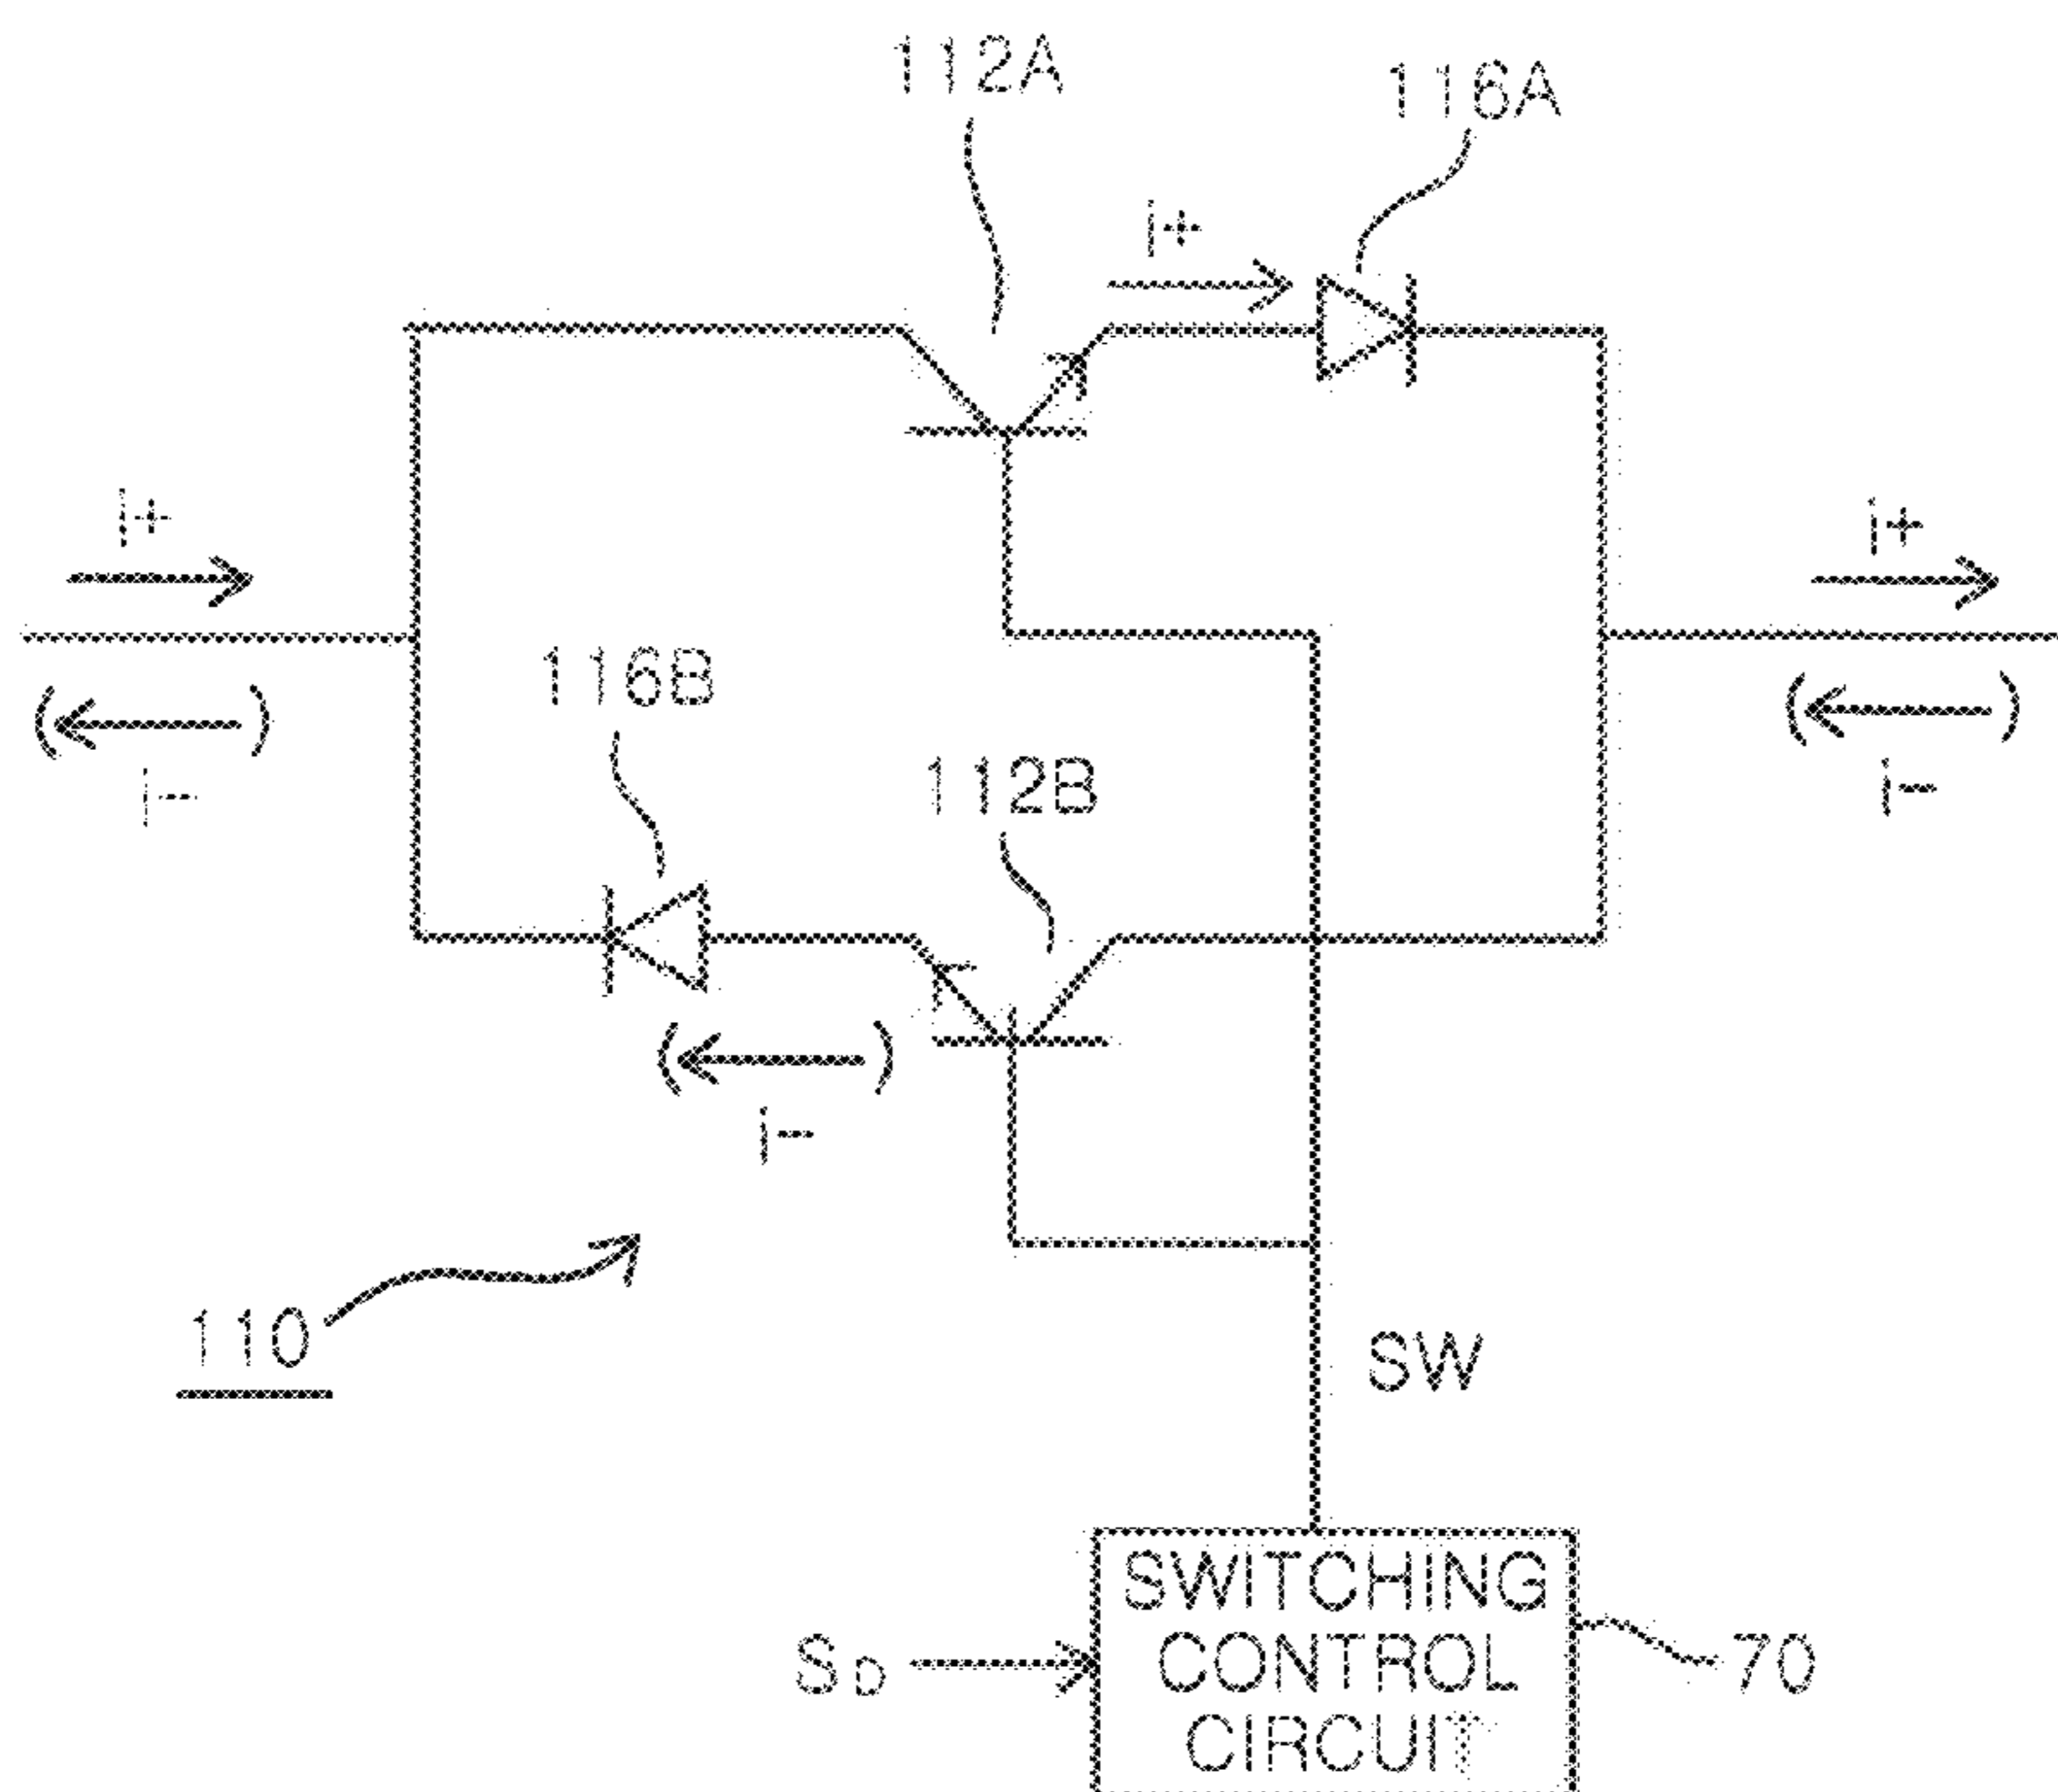 112A
116A
i+
i+
i+
116B
112B
i-
i-
i-
110
SW
SWITCHING
CONTROL
CIRCUIT
SD
70